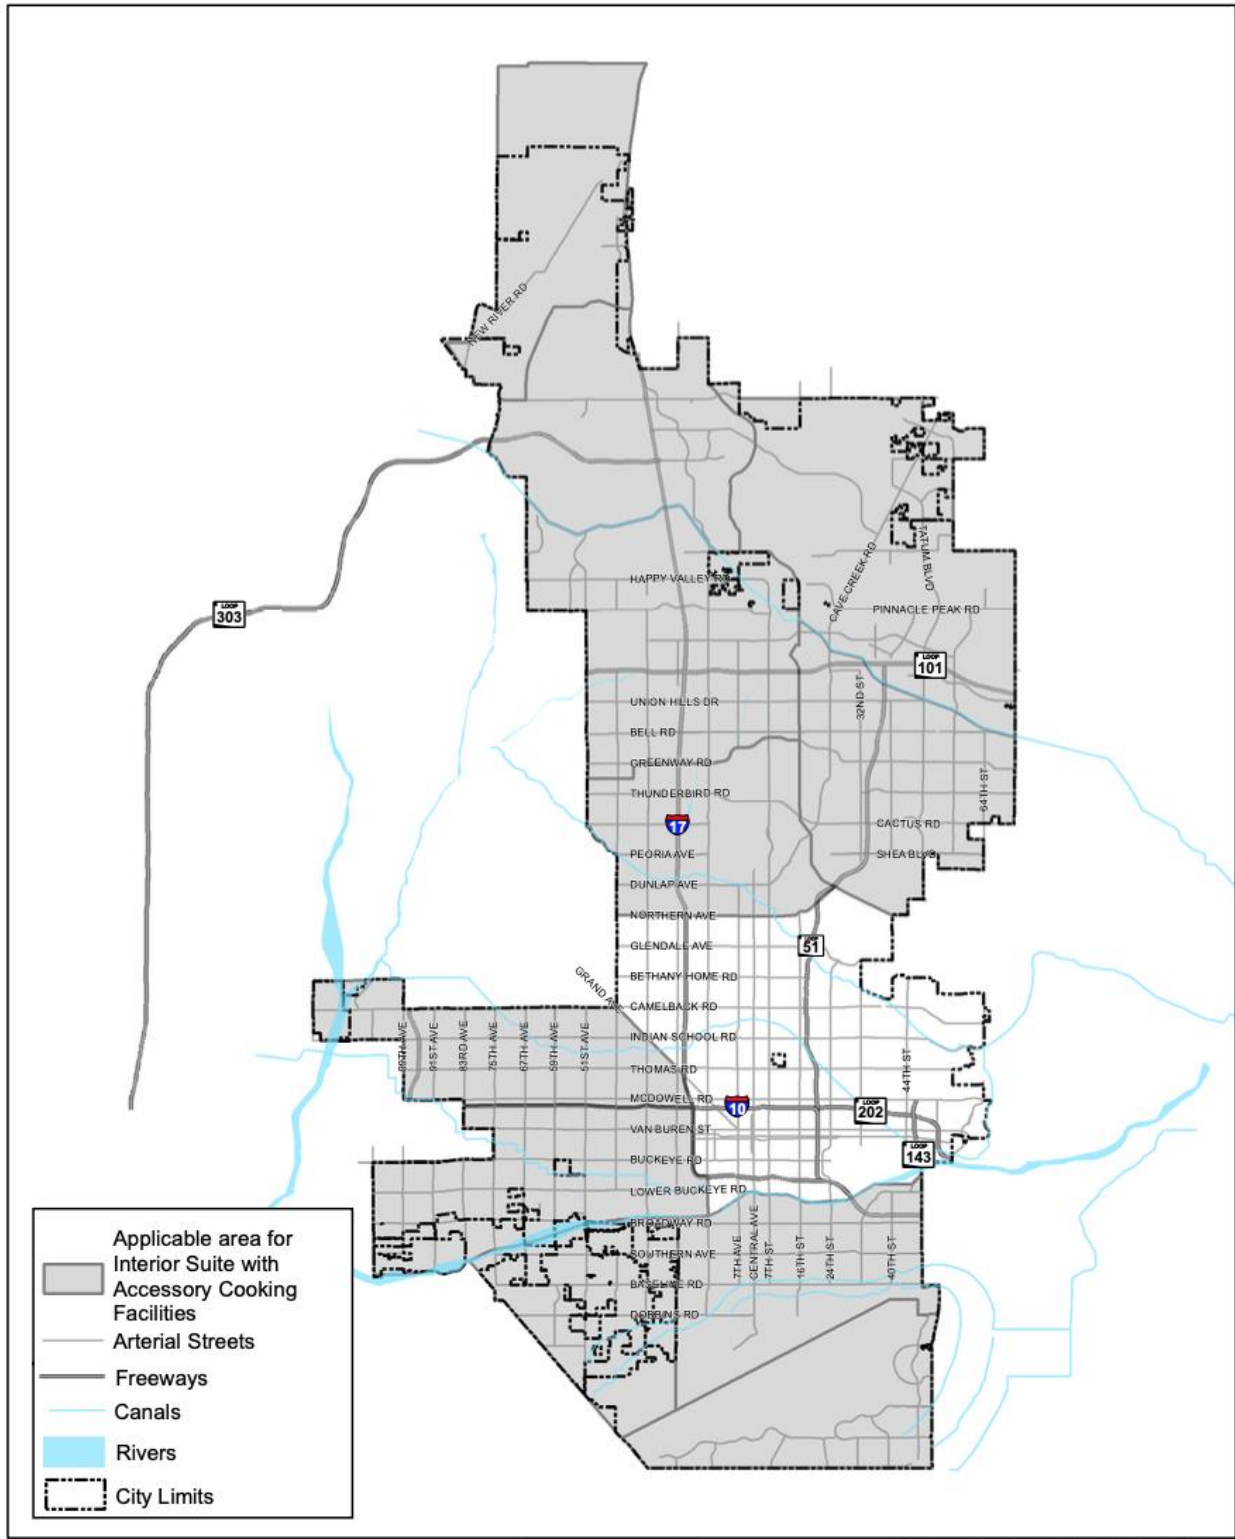 NEW RIVER RD
HAPPY VALLEY RD
CAVE CREEK RD
TATUM BLVD
PINNACLE PEAK RD
LOOP
303
LOOP
101
UNION HILLS DR
32ND ST
BELL RD
GREENWAY RD
THUNDERBIRD RD
64TH ST
17
CACTUS RD
PEORIA AVE
SHEA BLVD
DUNLAP AVE
NORTHERN AVE
GLENDALL AVE
LOOP
51
BETHANY HOME RD
GRAND AVE
CAMELBACK RD
99TH AVE
91ST AVE
83RD AVE
75TH AVE
67TH AVE
59TH AVE
51ST AVE
INDIAN SCHOOL RD
44TH ST
THOMAS RD
MCDOWELL RD
10
LOOP
202
VAN BUREN ST
LOOP
143
BUCKEYE RD
LOWER BUCKEYE RD
BROADWAY RD
7TH AVE
CENTRAL AVE
7TH ST
16TH ST
24TH ST
40TH ST
SOUTHERN AVE
BASELINE RD
DOBBINS RD
Applicable area for
Interior Suite with
Accessory Cooking
Facilities
Arterial Streets
Freeways
Canals
Rivers
City Limits